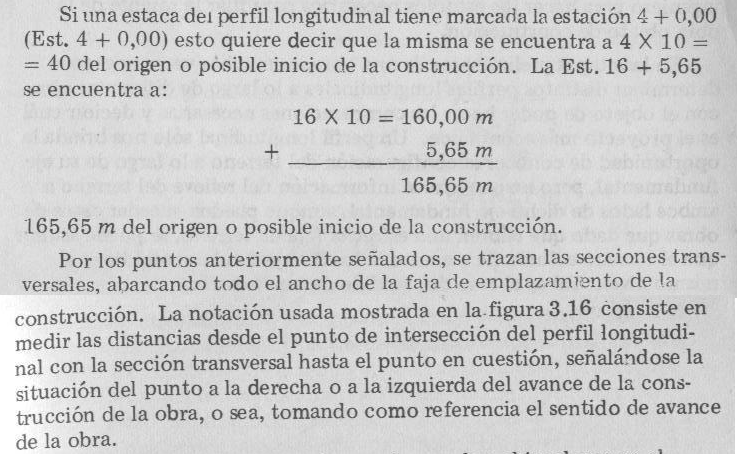 Si una estaca del perfil longitudinal tiene marcada la estación 4 + 0,00
(Est. 4 + 0,00) esto quiere decir que la misma se encuentra a 4 × 10 =
= 40 del origen o posible inicio de la construcción. La Est. 16 + 5,65
se encuentra a:
16 × 10 = 160,00 m
+ 5,65 m
165,65 m
165,65 m del origen o posible inicio de la construcción.
Por los puntos anteriormente señalados, se trazan las secciones trans-
versales, abarcando todo el ancho de la faja de emplazamiento de la
construcción. La notación usada mostrada en la figura 3.16 consiste en
medir las distancias desde el punto de intersección del perfil longitudi-
nal con la sección transversal hasta el punto en cuestión, señalándose la
situación del punto a la derecha o a la izquierda del avance de la cons-
trucción de la obra, o sea, tomando como referencia el sentido de avance
de la obra.